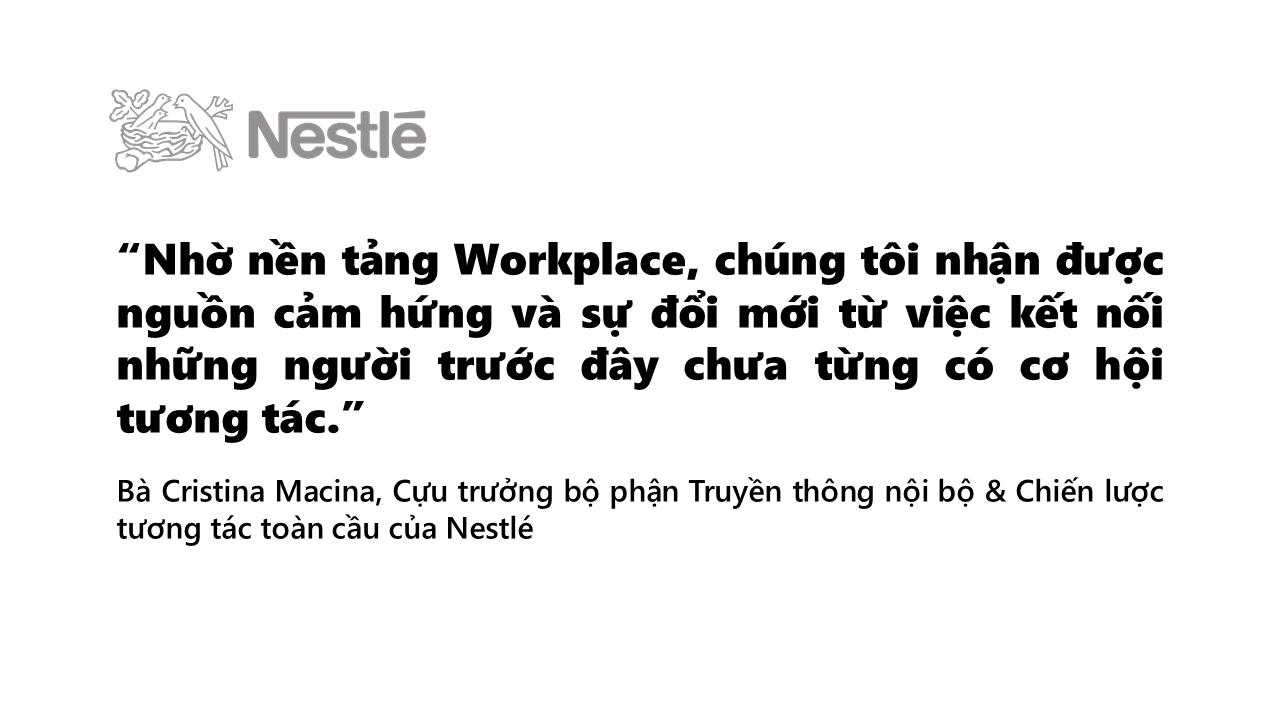 Nestlé
“Nhờ nền tảng Workplace, chúng tôi nhận được
nguồn cảm hứng và sự đổi mới từ việc kết nối
những người trước đây chưa từng có cơ hội
tương tác.”
Bà Cristina Macina, Cựu trưởng bộ phận Truyền thông nội bộ & Chiến lược
tương tác toàn cầu của Nestlé